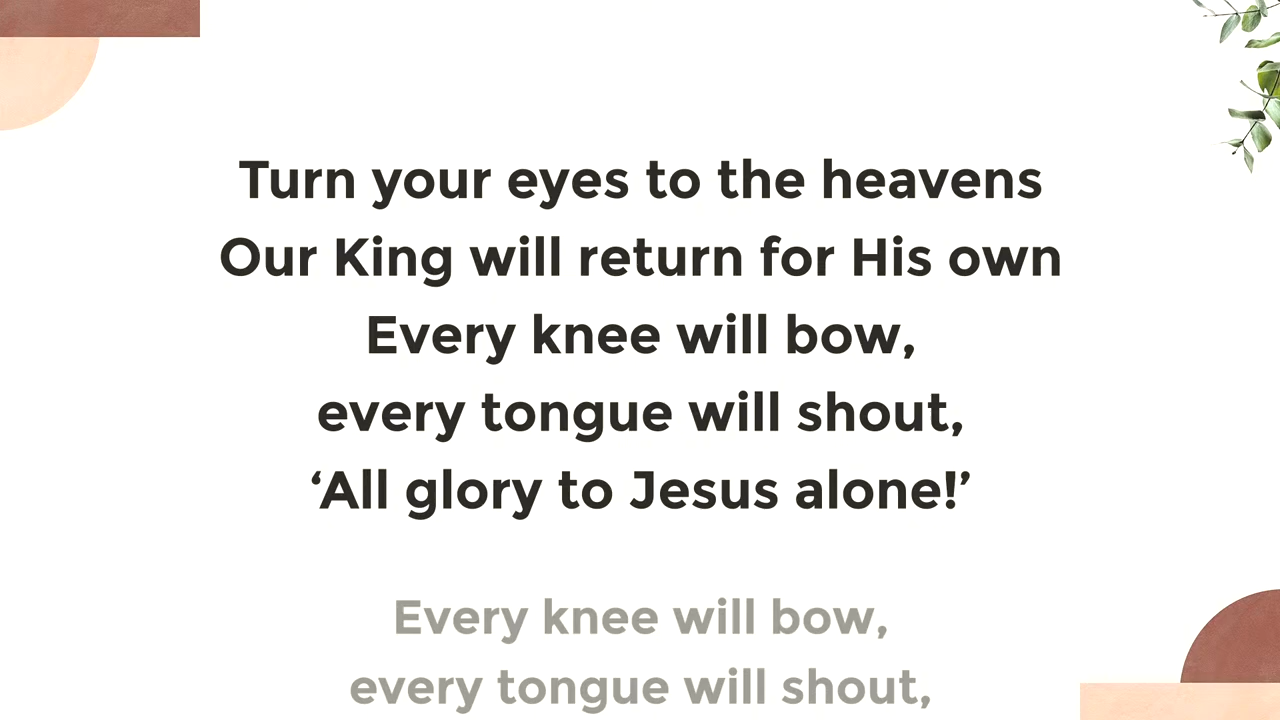 Turn your eyes to the heavens
Our King will return for His own
Every knee will bow,
every tongue will shout,
‘All glory to Jesus alone!’
Every knee will bow,
every tongue will shout,